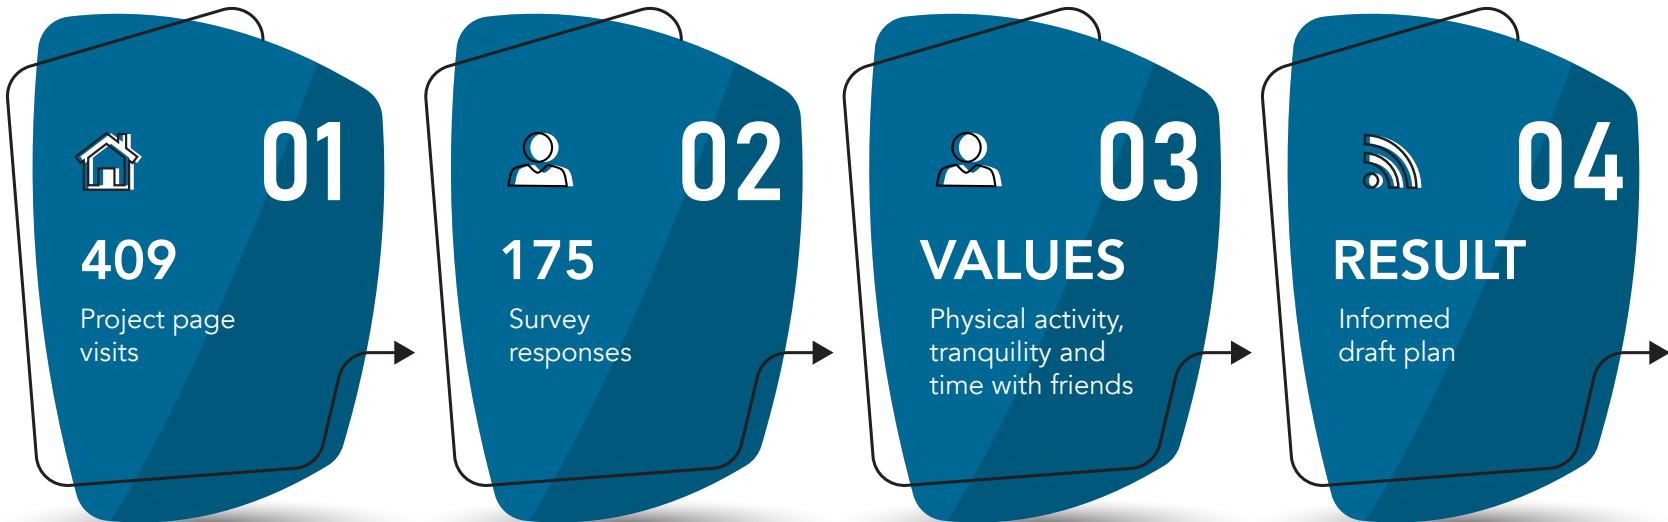 01
409
Project page
visits
02
175
Survey
responses
03
VALUES
Physical activity,
tranquility and
time with friends
04
RESULT
Informed
draft plan